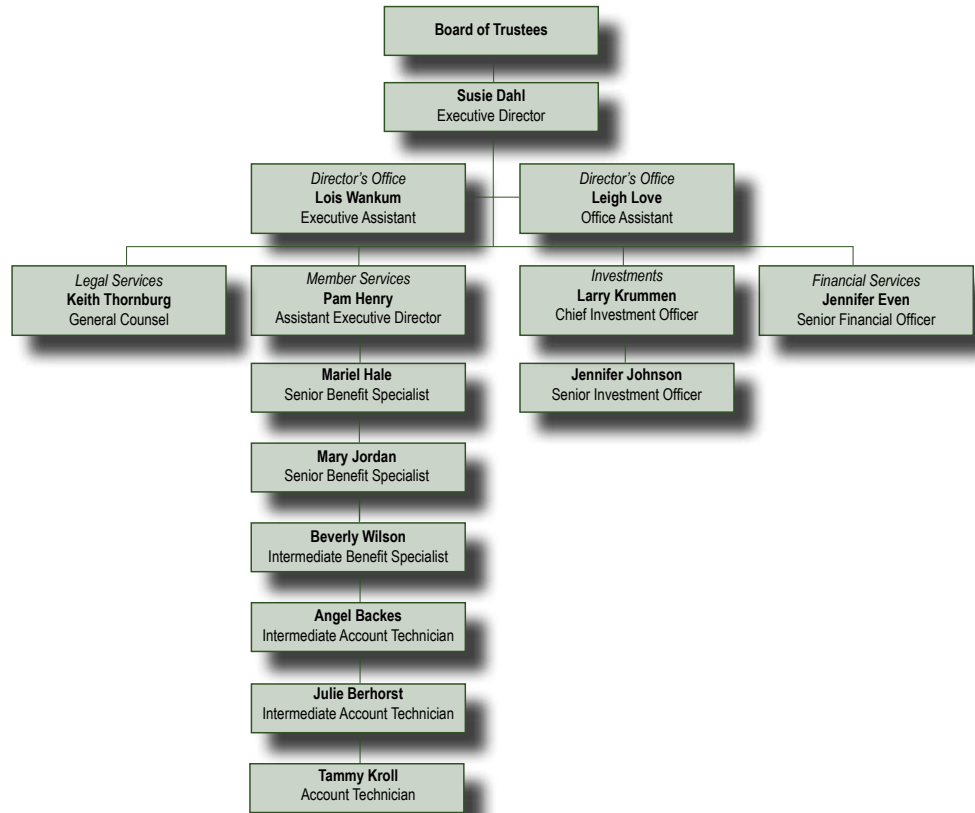 Board of Trustees
Susie Dahl
Executive Director
Director's Office
Lois Wankum
Executive Assistant
Director's Office
Leigh Love
Office Assistant
Legal Services
Keith Thornburg
General Counsel
Member Services
Pam Henry
Assistant Executive Director
Investments
Larry Krummen
Chief Investment Officer
Financial Services
Jennifer Even
Senior Financial Officer
Mariel Hale
Senior Benefit Specialist
Jennifer Johnson
Senior Investment Officer
Mary Jordan
Senior Benefit Specialist
Beverly Wilson
Intermediate Benefit Specialist
Angel Backes
Intermediate Account Technician
Julie Berhorst
Intermediate Account Technician
Tammy Kroll
Account Technician